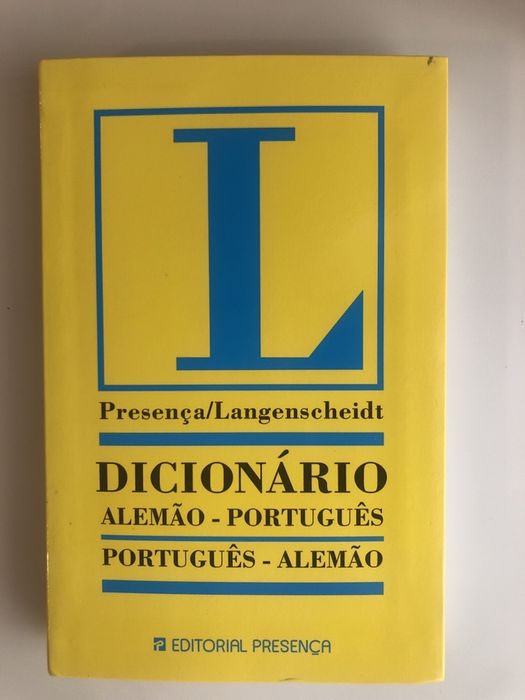 L
Presença/Langenscheidt
DICIONÁRIO
ALEMÃO - PORTUGUÊS
PORTUGUÊS - ALEMÃO
P EDITORIAL PRESENÇA